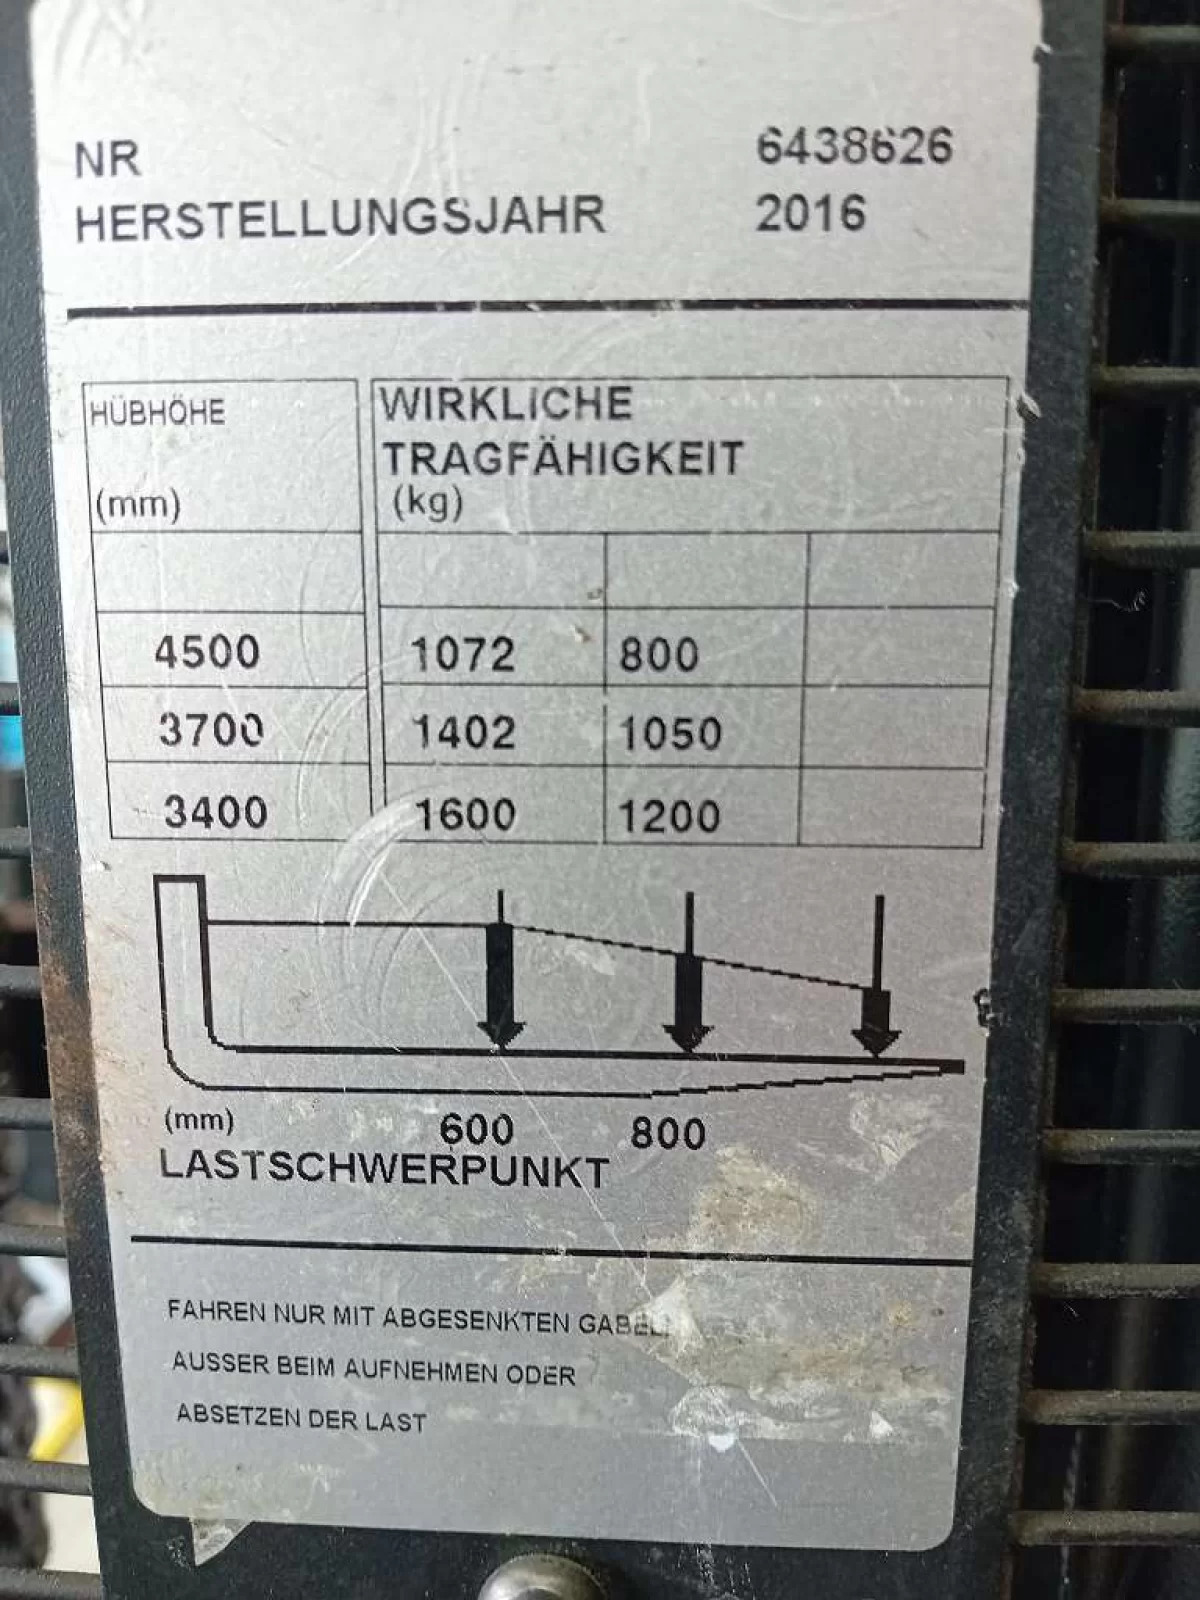 NR 6438626
HERSTELLUNGSJAHR 2016
HÜBHÖHE
(mm)
WIRKLICHE
TRAGFÄHIGKEIT
(kg)
4500 1072 800
3700 1402 1050
3400 1600 1200
(mm) 600 800
LASTSCHWERPUNKT
FAHREN NUR MIT ABGESENKTEN GABEL,
AUSSER BEIM AUFNEHMEN ODER
ABSETZEN DER LAST